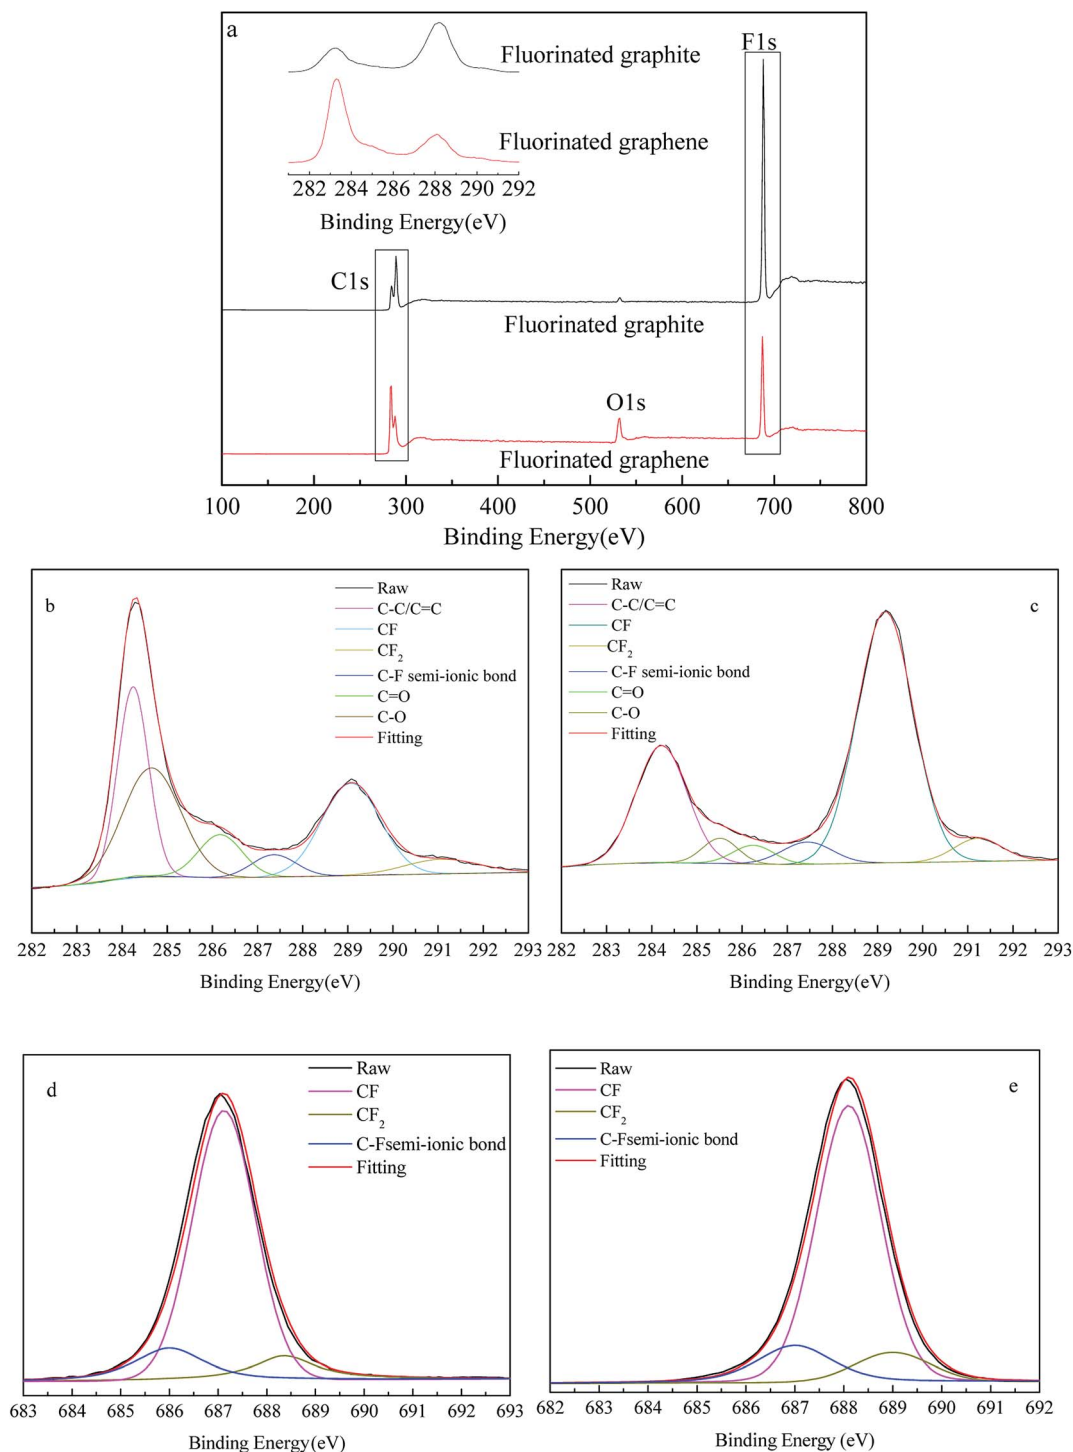 a
F1s
Fluorinated graphite
Fluorinated graphene
282 284 286 288 290 292
Binding Energy(eV)
C1s
Fluorinated graphite
O1s
Fluorinated graphene
100 200 300 400 500 600 700 800
Binding Energy(eV)
b
Raw
C-C/C=C
CF
CF2
C-F semi-ionic bond
C=O
C-O
Fitting
282 283 284 285 286 287 288 289 290 291 292 293
Binding Energy(eV)
c
Raw
C-C/C=C
CF
CF2
C-F semi-ionic bond
C=O
C-O
Fitting
282 283 284 285 286 287 288 289 290 291 292 293
Binding Energy(eV)
d
Raw
CF
CF2
C-Fsemi-ionic bond
Fitting
683 684 685 686 687 688 689 690 691 692 693
Binding Energy(eV)
e
Raw
CF
CF2
C-Fsemi-ionic bond
Fitting
682 683 684 685 686 687 688 689 690 691 692
Binding Energy (eV)